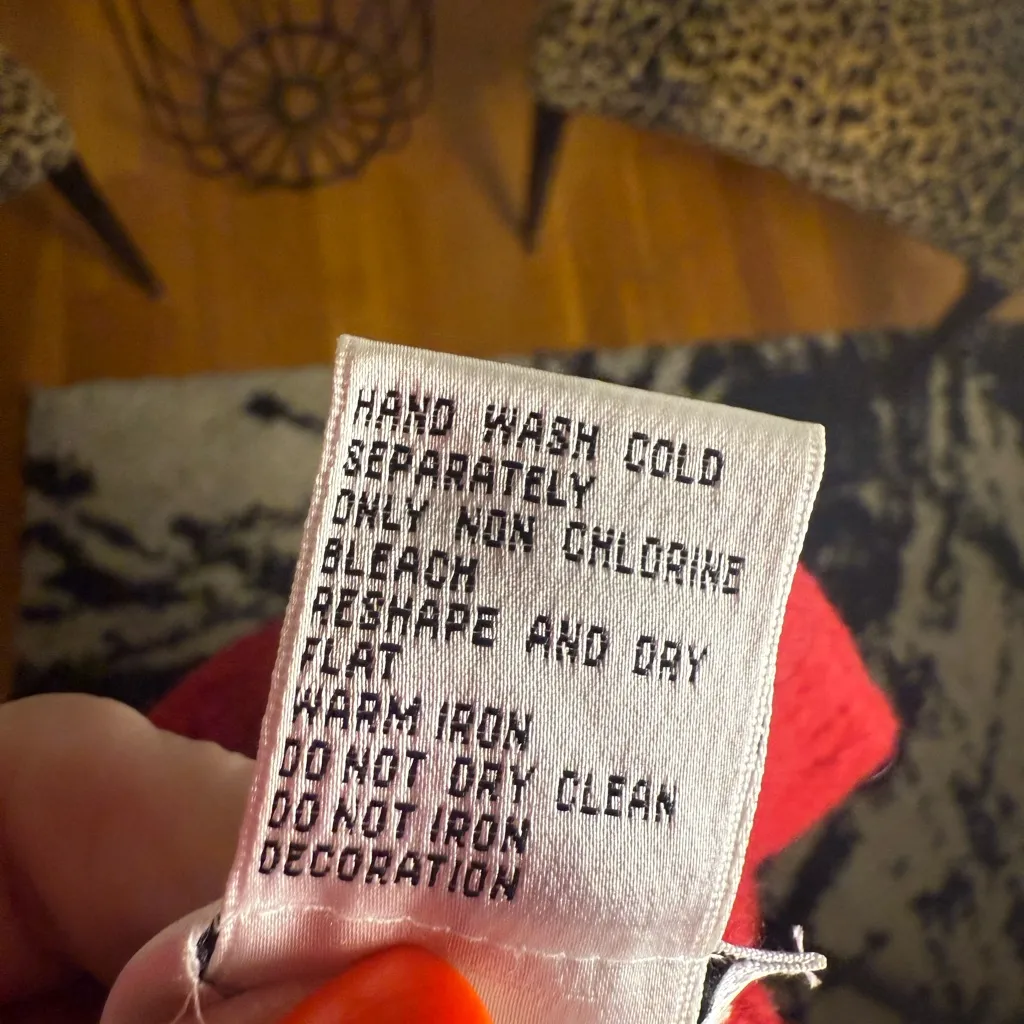 HAND WASH COLD
SEPARATELY
ONLY NON CHLORINE
BLEACH
RESHAPE AND DRY
FLAT
WARM IRON
DO NOT DRY CLEAN
DO NOT IRON
DECORATION